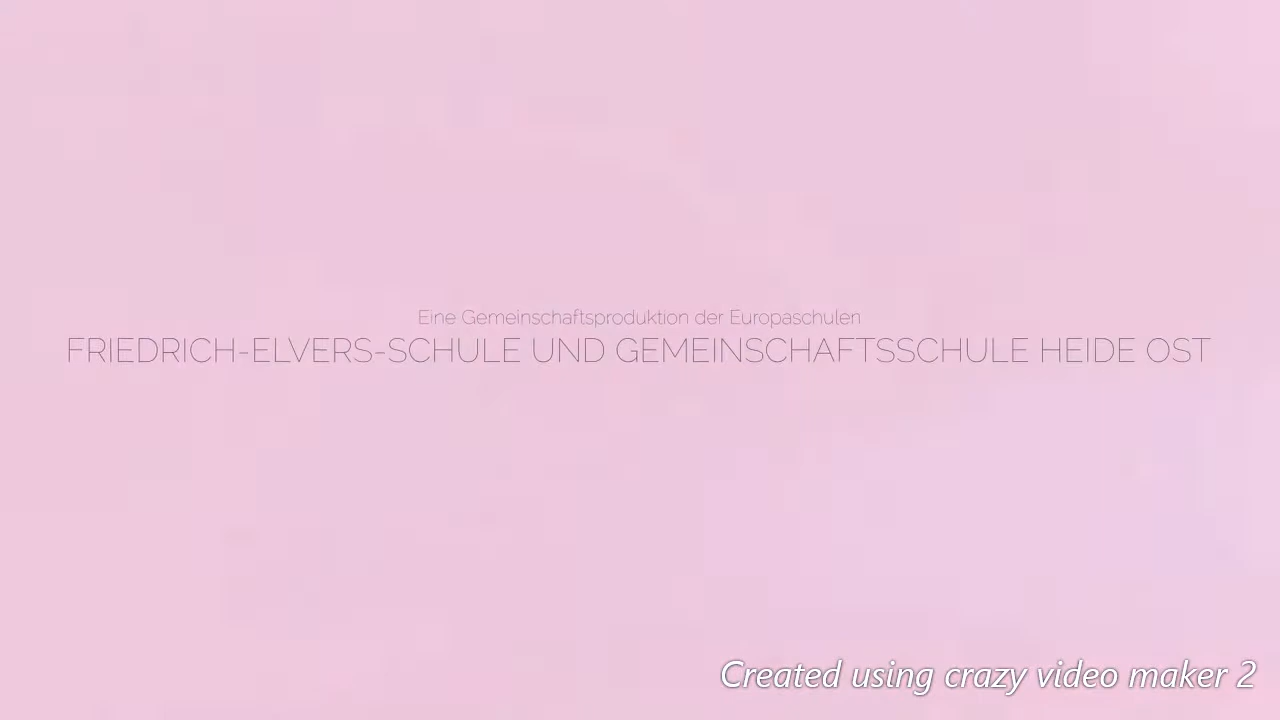 Eine Gemeinschaftsproduktion der Europaschulen
FRIEDRICH-ELVERS-SCHULE UND GEMEINSCHAFTSSCHULE HEIDE OST
Created using crazy video maker 2